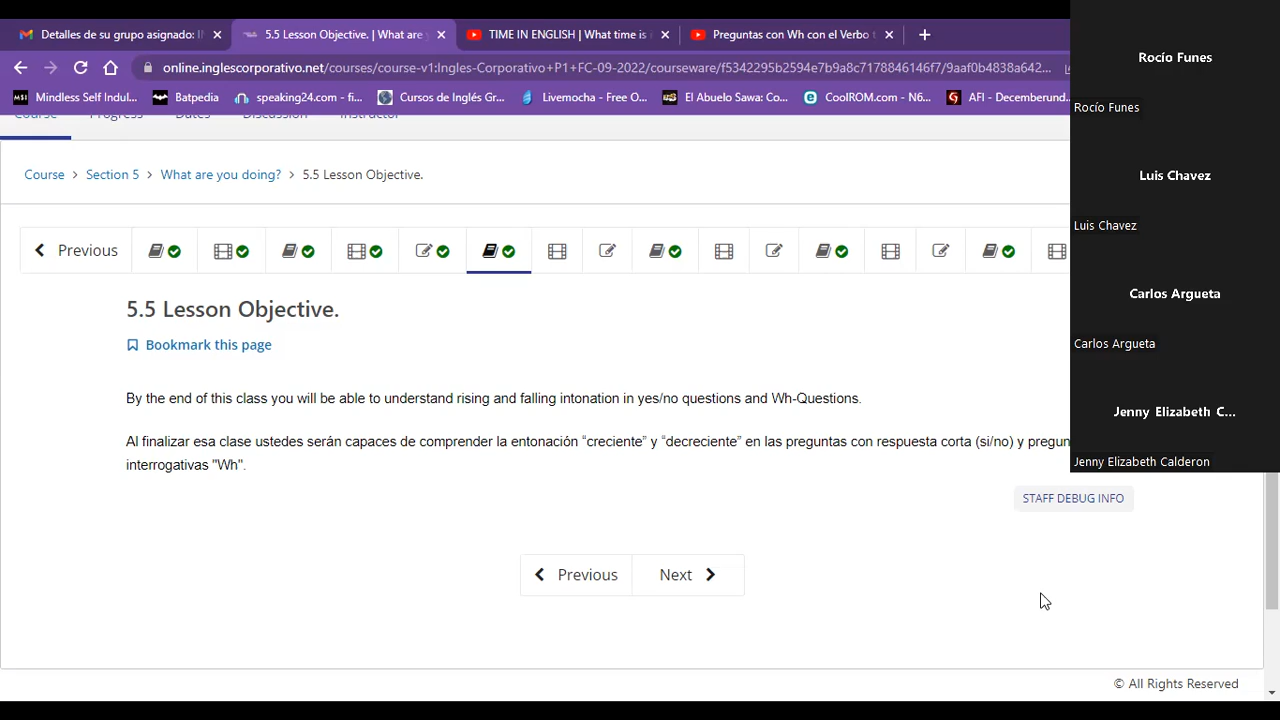 Detalles de su grupo asignado: I
5.5 Lesson Objective. | What are
TIME IN ENGLISH | What time is
Preguntas con Wh con el Verbo
online.inglescorporativo.net/courses/course-v1:Ingles-Corporativo+P1+FC-09-2022/courseware/f5342295b2594e7b9a8c7178846146f7/9aaf0b4838a642...
Mindless Self Indul...
Batpedia
speaking24.com - fi...
Cursos de Inglés Gr...
Livemocha - Free O...
El Abuelo Sawa: Co...
CoolROM.com - N6...
AFI - Decemberund...
Course
Progress
Dates
Discussion
Instructor
Course > Section 5 > What are you doing? > 5.5 Lesson Objective.
Previous
5.5 Lesson Objective.
Bookmark this page
By the end of this class you will be able to understand rising and falling intonation in yes/no questions and Wh-Questions.
Al finalizar esa clase ustedes serán capaces de comprender la entonación “creciente” y “decreciente” en las preguntas con respuesta corta (si/no) y pregun
interrogativas "Wh".
STAFF DEBUG INFO
Previous
Next
© All Rights Reserved
Rocío Funes
Rocío Funes
Luis Chavez
Luis Chavez
Carlos Argueta
Carlos Argueta
Jenny Elizabeth C...
Jenny Elizabeth Calderon